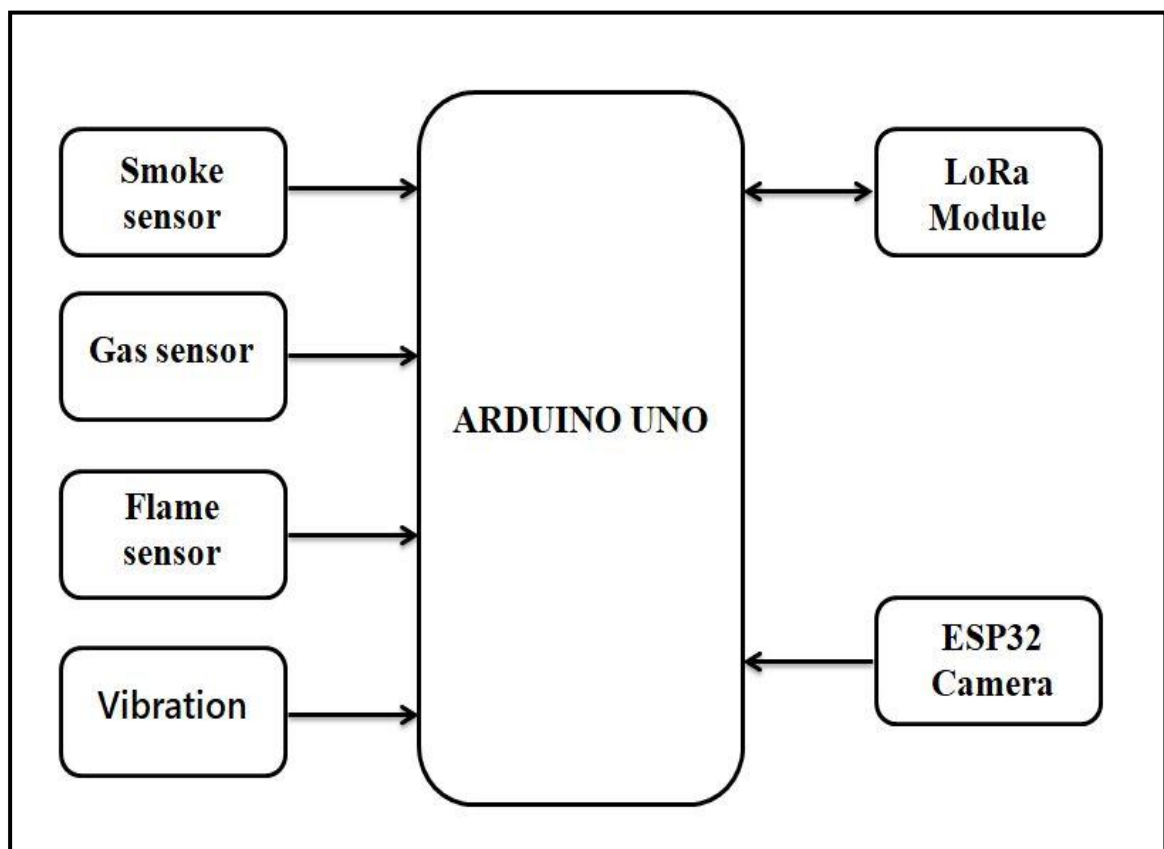 Smoke
sensor
Gas sensor
Flame
sensor
Vibration
ARDUINO UNO
LoRa
Module
ESP32
Camera